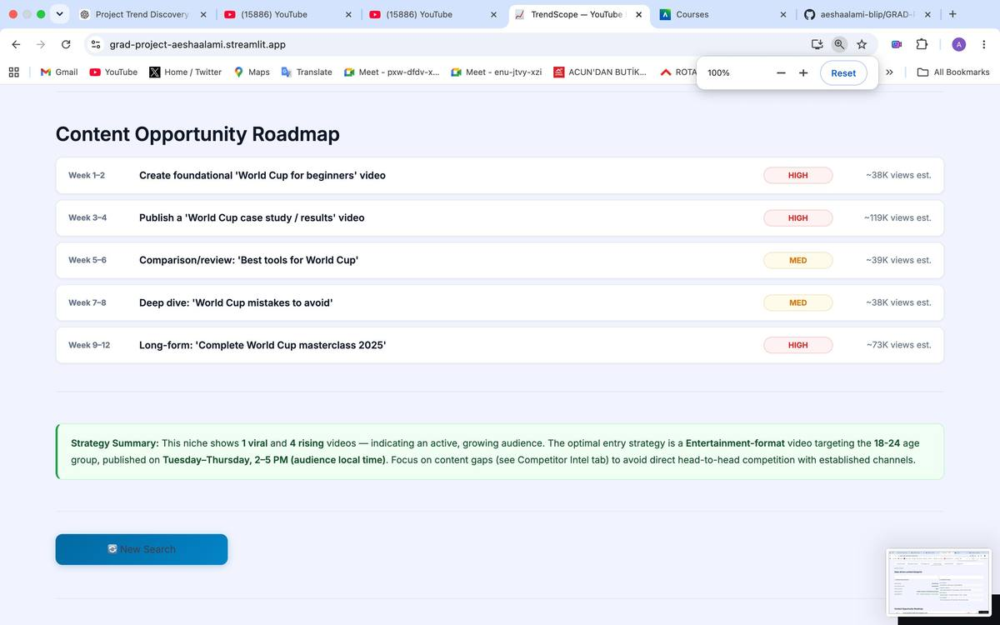 Project Trend Discovery
(15886) YouTube
(15886) YouTube
TrendScope — YouTube
Courses
aeshaalami-blip/GRAD-
grad-project-aeshaalami.streamlit.app
A
Gmail
YouTube
Home / Twitter
Maps
Translate
Meet - pxw-dfdv-x...
Meet - enu-jtvy-xzi
ACUN'DAN BUTİK...
ROTA
All Bookmarks
100%
Reset
Content Opportunity Roadmap
Week 1–2 Create foundational 'World Cup for beginners' video HIGH ~38K views est.
Week 3–4 Publish a 'World Cup case study / results' video HIGH ~119K views est.
Week 5–6 Comparison/review: 'Best tools for World Cup' MED ~39K views est.
Week 7–8 Deep dive: 'World Cup mistakes to avoid' MED ~38K views est.
Week 9–12 Long-form: 'Complete World Cup masterclass 2025' HIGH ~73K views est.
Strategy Summary: This niche shows 1 viral and 4 rising videos — indicating an active, growing audience. The optimal entry strategy is a Entertainment-format video targeting the 18-24 age
group, published on Tuesday–Thursday, 2–5 PM (audience local time). Focus on content gaps (see Competitor Intel tab) to avoid direct head-to-head competition with established channels.
New Search